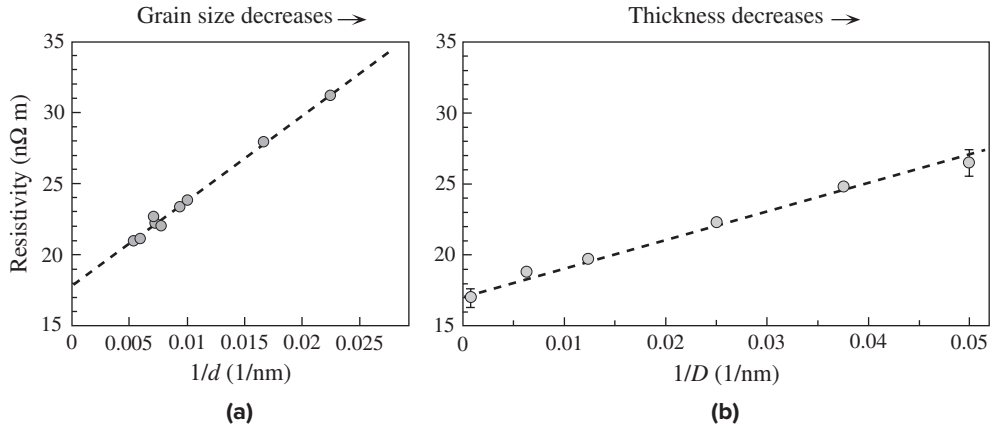 Grain size decreases →
Thickness decreases →
Resistivity (nΩ m)
35
30
25
20
15
0 0.005 0.01 0.015 0.02 0.025
1/d (1/nm)
(a)
35
30
25
20
15
0 0.01 0.02 0.03 0.04 0.05
1/D (1/nm)
(b)